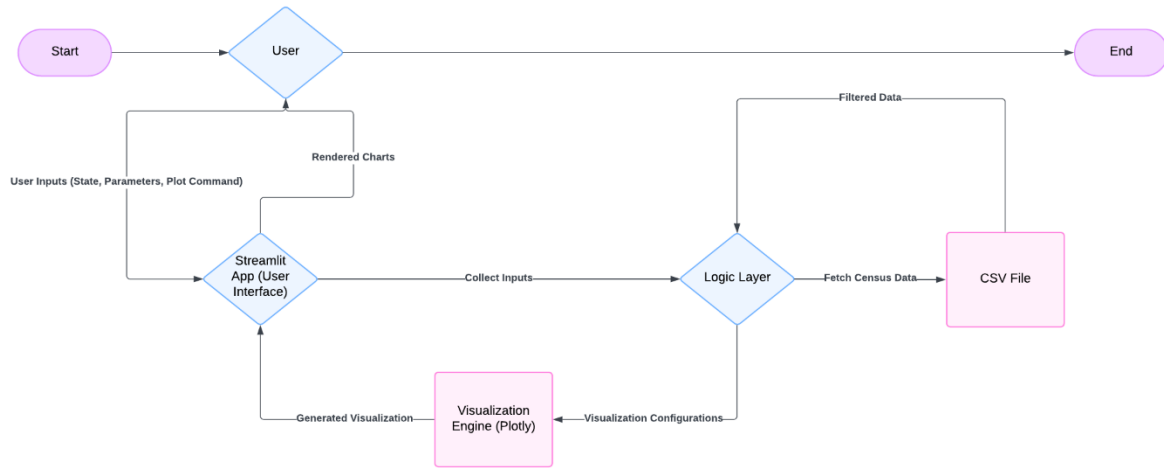 Start
User
End
Filtered Data
Rendered Charts
User Inputs (State, Parameters, Plot Command)
Streamlit
App (User
Interface)
Collect Inputs
Logic Layer
Fetch Census Data
CSV File
Generated Visualization
Visualization
Engine (Plotly)
Visualization Configurations